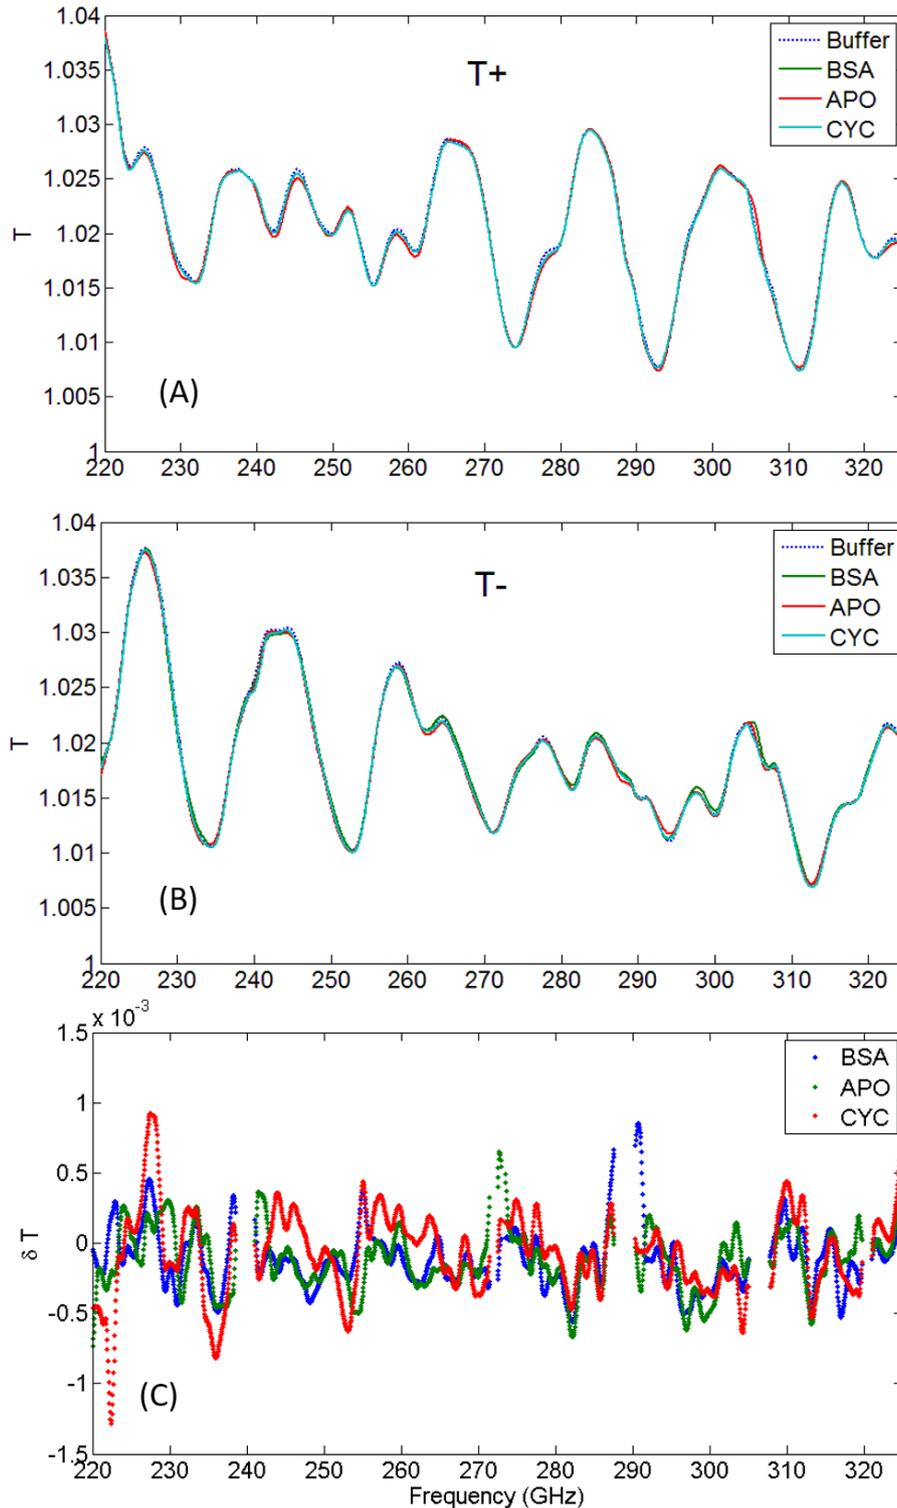 1.04
1.035
1.03
1.025
1.02
1.015
1.01
1.005
1
T
T+
Buffer
BSA
APO
CYC
(A)
220 230 240 250 260 270 280 290 300 310 320
1.04
1.035
1.03
1.025
1.02
1.015
1.01
1.005
1
T
T-
Buffer
BSA
APO
CYC
(B)
220 230 240 250 260 270 280 290 300 310 320
x 10-3
1.5
1
0.5
0
-0.5
-1
-1.5
δ T
BSA
APO
CYC
(C)
220 230 240 250 260 270 280 290 300 310 320
Frequency (GHz)